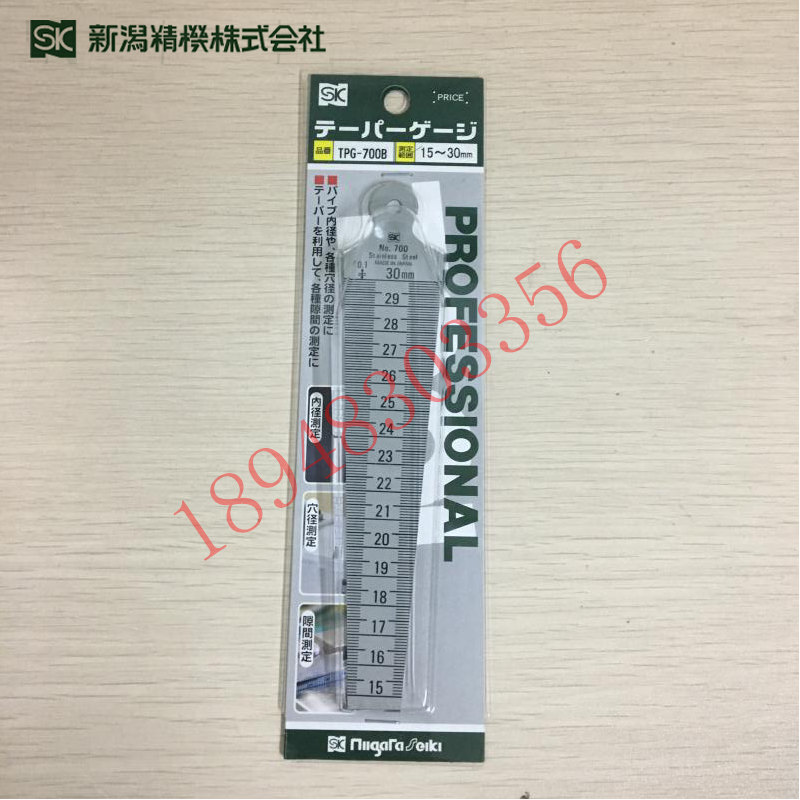 SK 新潟精機株式会社
SK
PRICE
テーパーゲージ
品番 TPG-700B 測定範囲 15〜30mm
■パイプ内径や、各種穴径の測定に
■テーパーを利用して、各種隙間の測定に
PROFESSIONAL
SK
No. 700
Stainless Steel
MADE IN JAPAN
0.1
30mm
29
28
27
26
25
24
23
22
21
20
19
18
17
16
15
内径測定
穴径測定
隙間測定
18948303356
SK Niigata Seiki